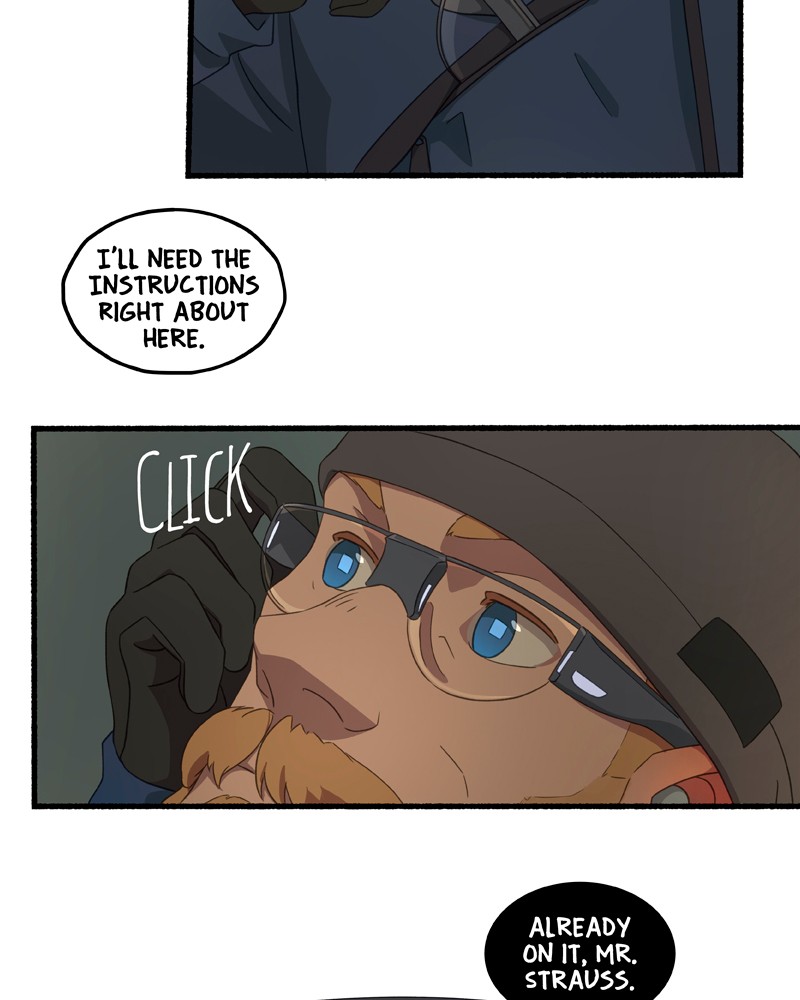 I'LL NEED THE
INSTRUCTIONS
RIGHT ABOUT
HERE.
CLICK
ALREADY
ON IT, MR.
STRAUSS.